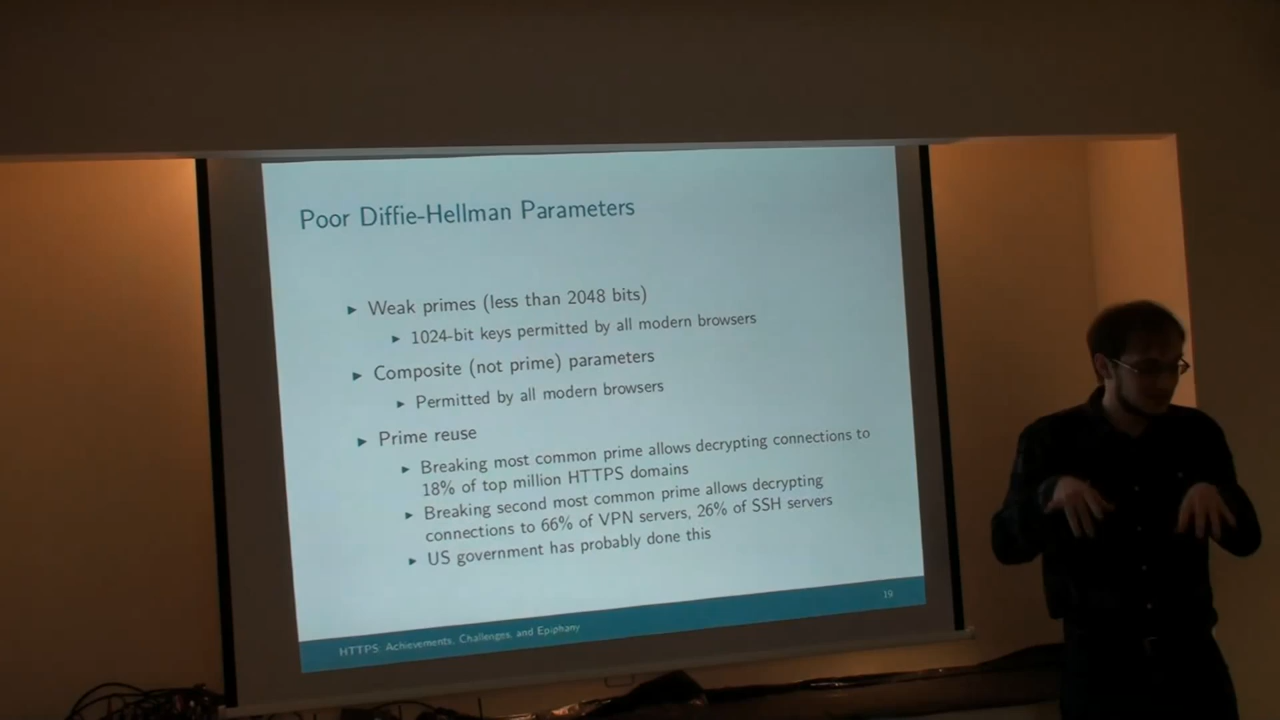 Poor Diffie-Hellman Parameters
► Weak primes (less than 2048 bits)
► 1024-bit keys permitted by all modern browsers
► Composite (not prime) parameters
► Permitted by all modern browsers
► Prime reuse
► Breaking most common prime allows decrypting connections to
18% of top million HTTPS domains
► Breaking second most common prime allows decrypting
connections to 66% of VPN servers, 26% of SSH servers
► US government has probably done this
19
HTTPS: Achievements, Challenges, and Epiphany